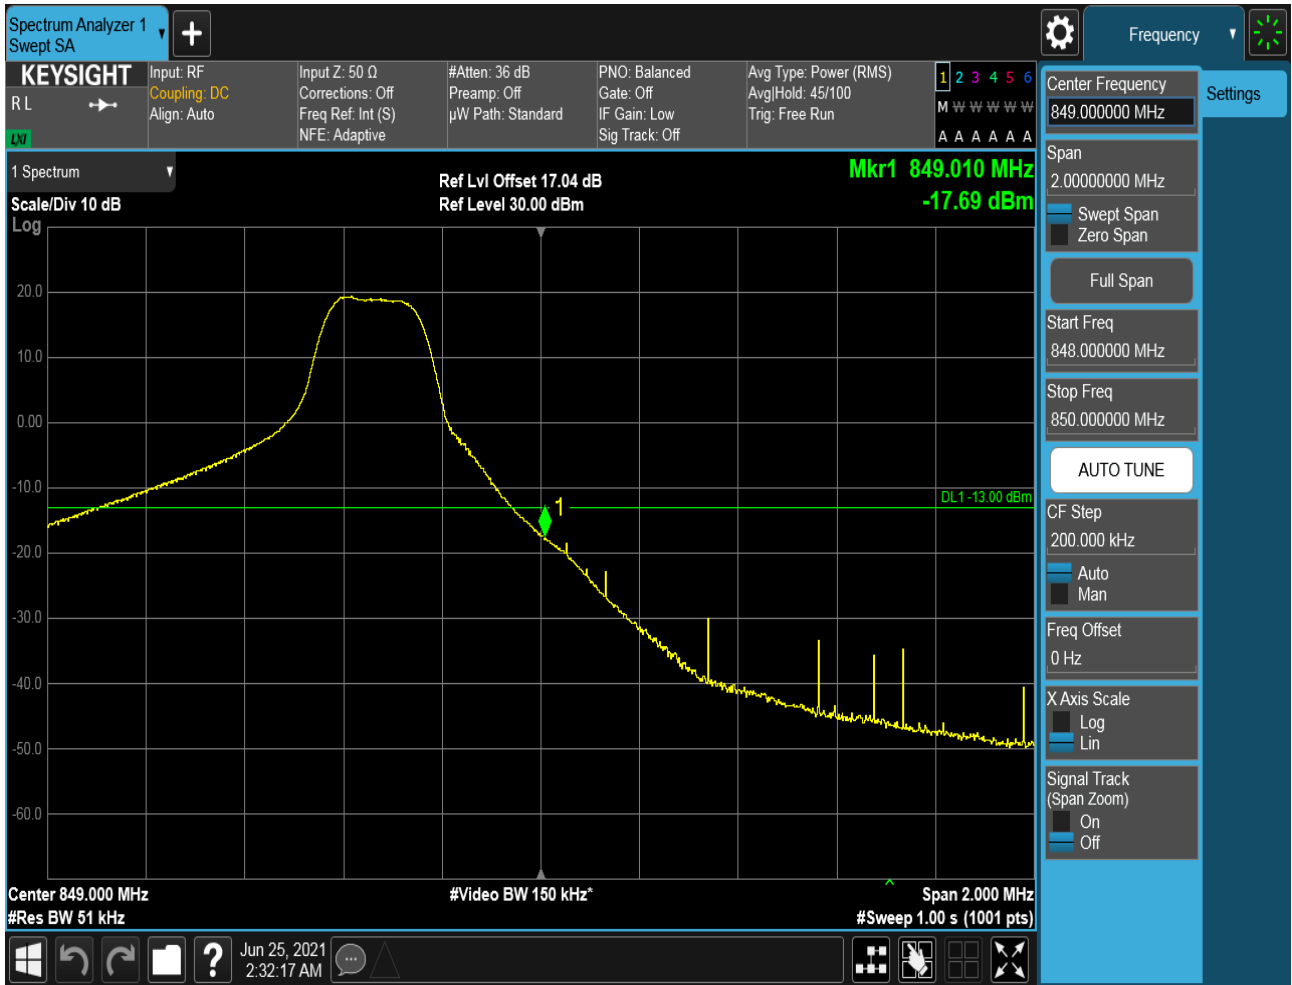 Spectrum Analyzer 1
Swept SA
Frequency
KEYSIGHT
R L
LXI
Input: RF
Coupling: DC
Align: Auto
Input Z: 50 Ω
Corrections: Off
Freq Ref: Int (S)
NFE: Adaptive
#Atten: 36 dB
Preamp: Off
µW Path: Standard
PNO: Balanced
Gate: Off
IF Gain: Low
Sig Track: Off
Avg Type: Power (RMS)
Avg|Hold: 45/100
Trig: Free Run
1 2 3 4 5 6
M W W W W W
A A A A A A
1 Spectrum
Scale/Div 10 dB
Log
Ref Lvl Offset 17.04 dB
Ref Level 30.00 dBm
Mkr1 849.010 MHz
-17.69 dBm
20.0
10.0
0.00
-10.0
-20.0
-30.0
-40.0
-50.0
-60.0
DL1 -13.00 dBm
1
Center 849.000 MHz
#Res BW 51 kHz
#Video BW 150 kHz*
Span 2.000 MHz
#Sweep 1.00 s (1001 pts)
Center Frequency
849.000000 MHz
Settings
Span
2.00000000 MHz
Swept Span
Zero Span
Full Span
Start Freq
848.000000 MHz
Stop Freq
850.000000 MHz
AUTO TUNE
CF Step
200.000 kHz
Auto
Man
Freq Offset
0 Hz
X Axis Scale
Log
Lin
Signal Track
(Span Zoom)
On
Off
?
Jun 25, 2021
2:32:17 AM